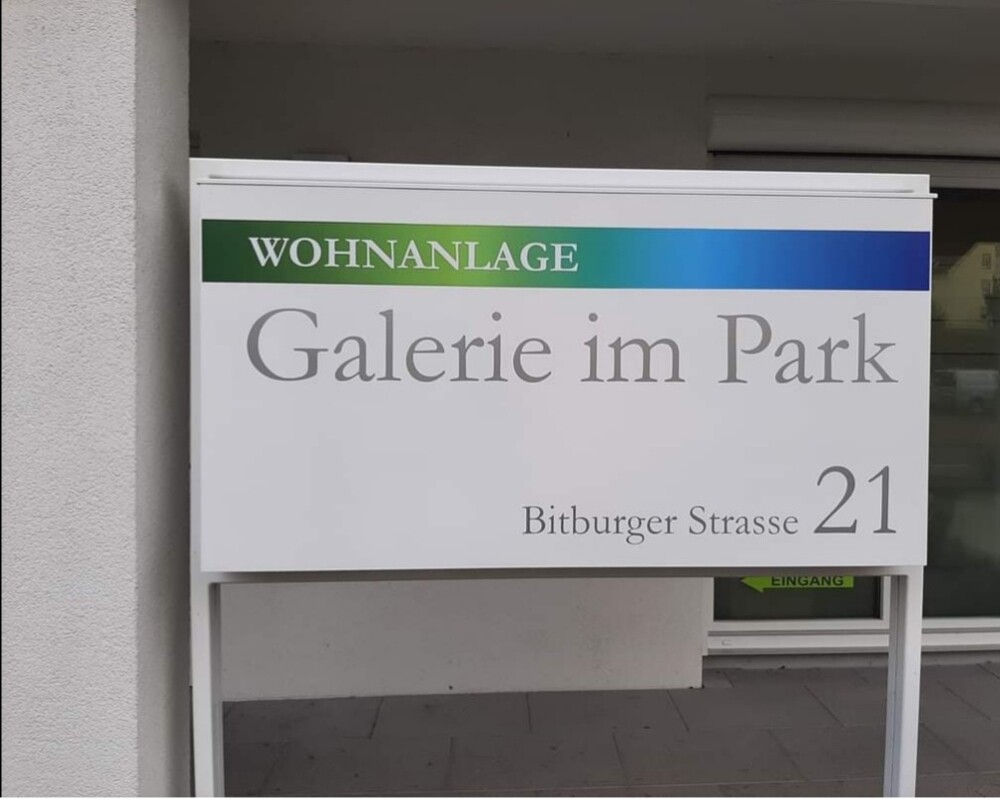 WOHNANLAGE
Galerie im Park
Bitburger Strasse 21
EINGANG